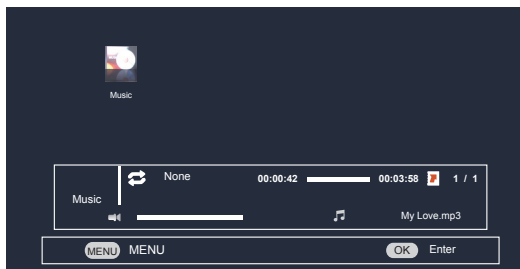 Music
None 00:00:42 00:03:58 1 / 1
Music
My Love.mp3
MENU MENU OK Enter